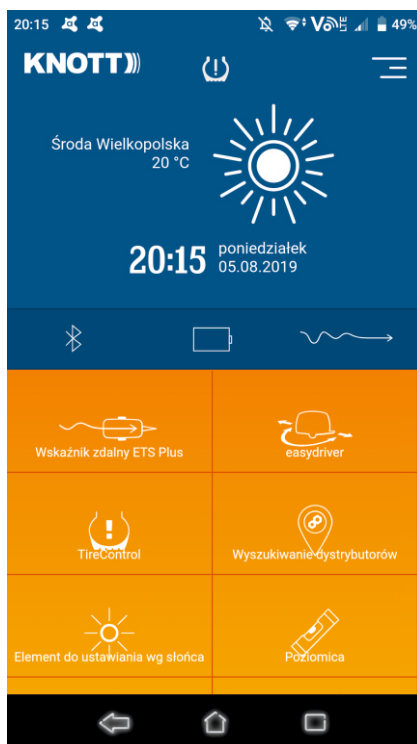 20:15
49%
KNOTT
Środa Wielkopolska
20 °C
20:15
poniedziałek
05.08.2019
Wskaźnik zdalny ETS Plus
easydriver
TireControl
Wyszukiwanie dystrybutorów
Element do ustawiania wg słońca
Poziomica